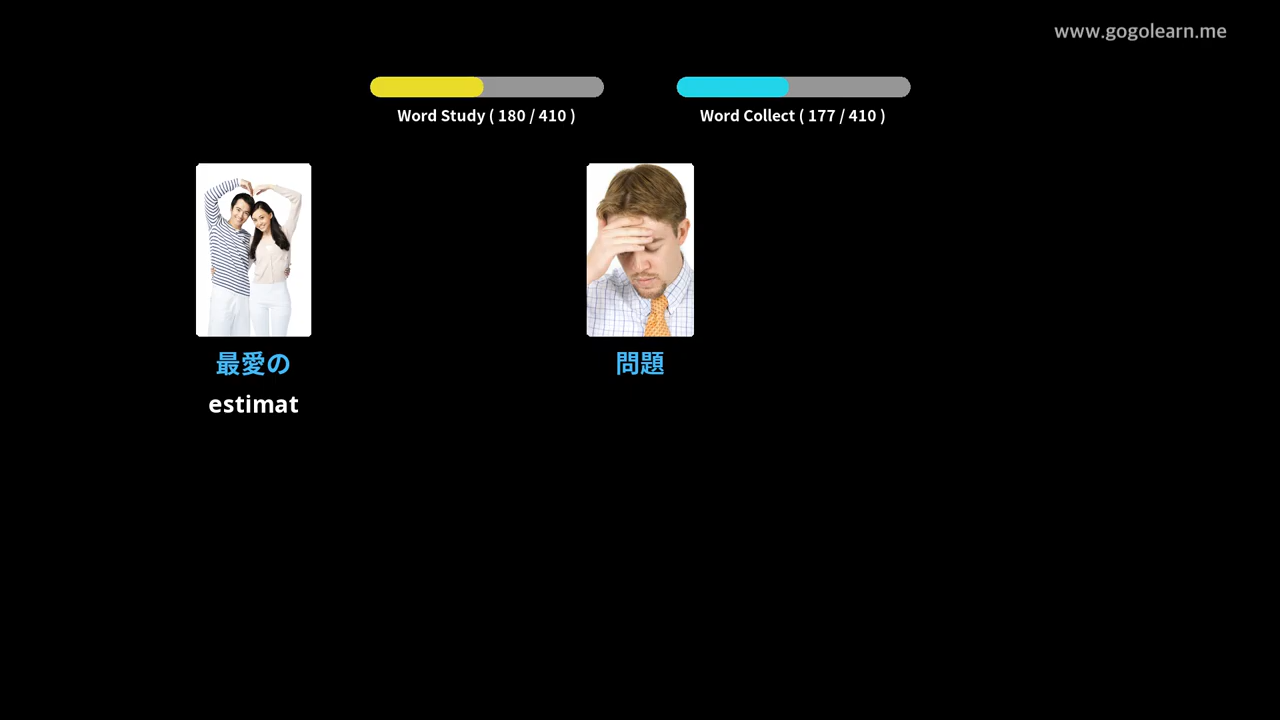 www.gogolearn.me
Word Study ( 180 / 410 )
Word Collect ( 177 / 410 )
最愛の
estimat
問題